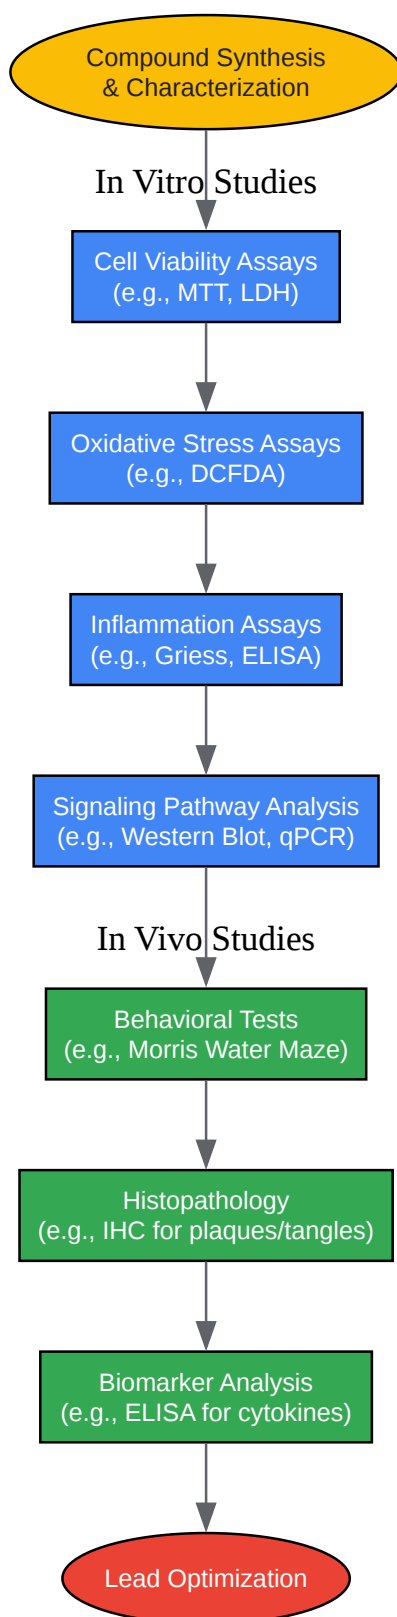 Compound Synthesis
& Characterization
In Vitro Studies
Cell Viability Assays
(e.g., MTT, LDH)
Oxidative Stress Assays
(e.g., DCFDA)
Inflammation Assays
(e.g., Griess, ELISA)
Signaling Pathway Analysis
(e.g., Western Blot, qPCR)
In Vivo Studies
Behavioral Tests
(e.g., Morris Water Maze)
Histopathology
(e.g., IHC for plaques/tangles)
Biomarker Analysis
(e.g., ELISA for cytokines)
Lead Optimization